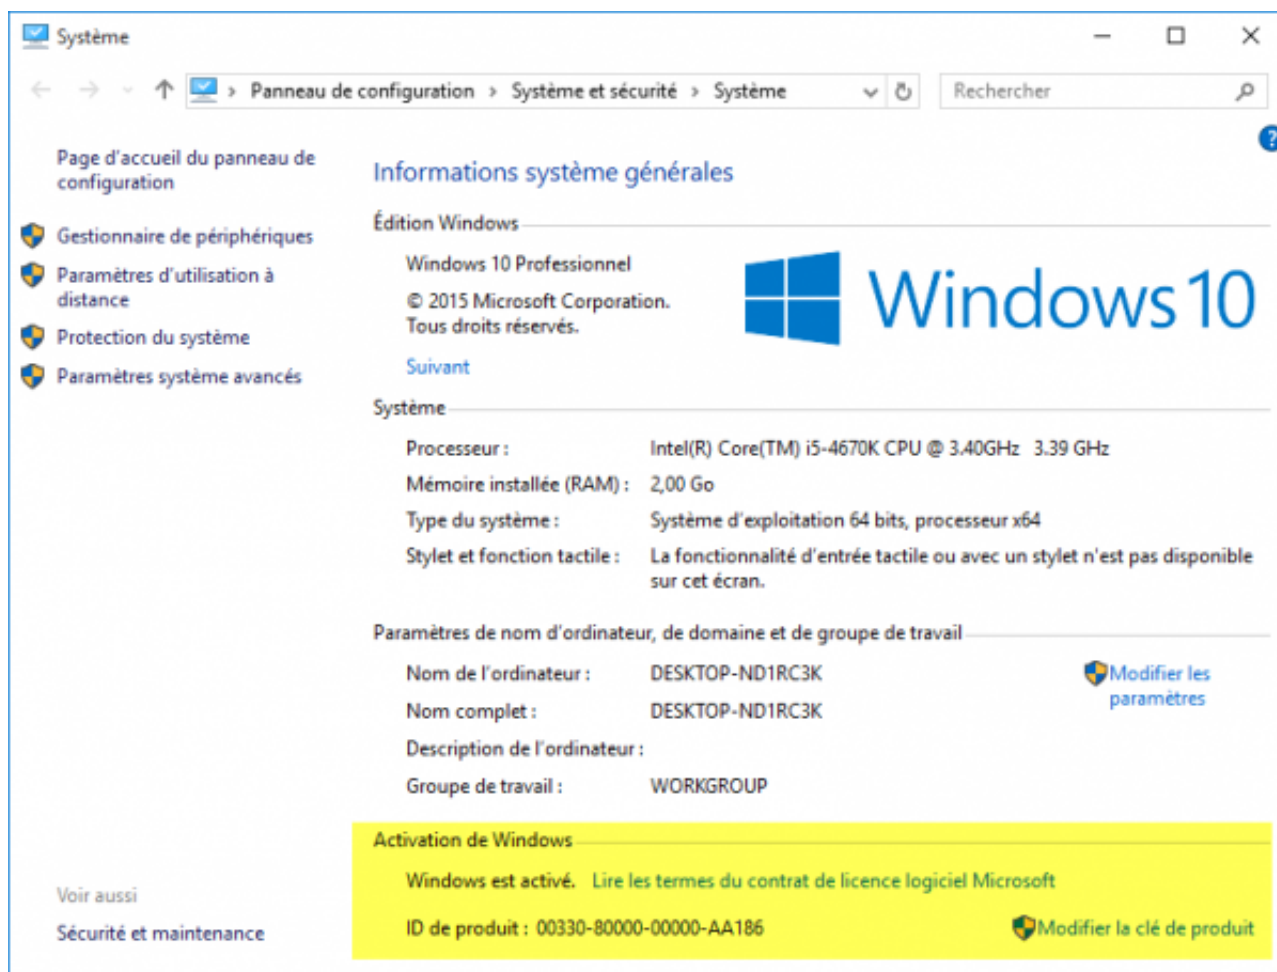 Système
Panneau de configuration › Système et sécurité › Système
Rechercher
?
Page d'accueil du panneau de
configuration
Gestionnaire de périphériques
Paramètres d'utilisation à
distance
Protection du système
Paramètres système avancés
Voir aussi
Sécurité et maintenance
Informations système générales
Édition Windows
Windows 10 Professionnel
© 2015 Microsoft Corporation.
Tous droits réservés.
Suivant
Windows 10
Système
Processeur : Intel(R) Core(TM) i5-4670K CPU @ 3.40GHz 3.39 GHz
Mémoire installée (RAM) : 2,00 Go
Type du système : Système d'exploitation 64 bits, processeur x64
Stylet et fonction tactile : La fonctionnalité d'entrée tactile ou avec un stylet n'est pas disponible
sur cet écran.
Paramètres de nom d'ordinateur, de domaine et de groupe de travail
Nom de l'ordinateur : DESKTOP-ND1RC3K
Modifier les
paramètres
Nom complet : DESKTOP-ND1RC3K
Description de l'ordinateur :
Groupe de travail : WORKGROUP
Activation de Windows
Windows est activé. Lire les termes du contrat de licence logiciel Microsoft
ID de produit : 00330-80000-00000-AA186
Modifier la clé de produit